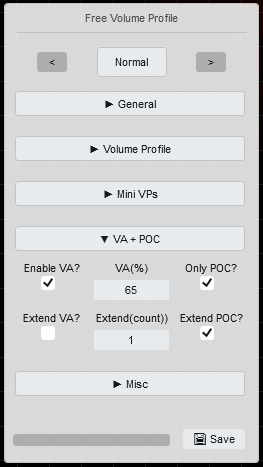 Free Volume Profile
< Normal >
▶ General
▶ Volume Profile
▶ Mini VPs
▼ VA + POC
Enable VA? VA(%) Only POC?
65
Extend VA? Extend(count)) Extend POC?
1
▶ Misc
Save